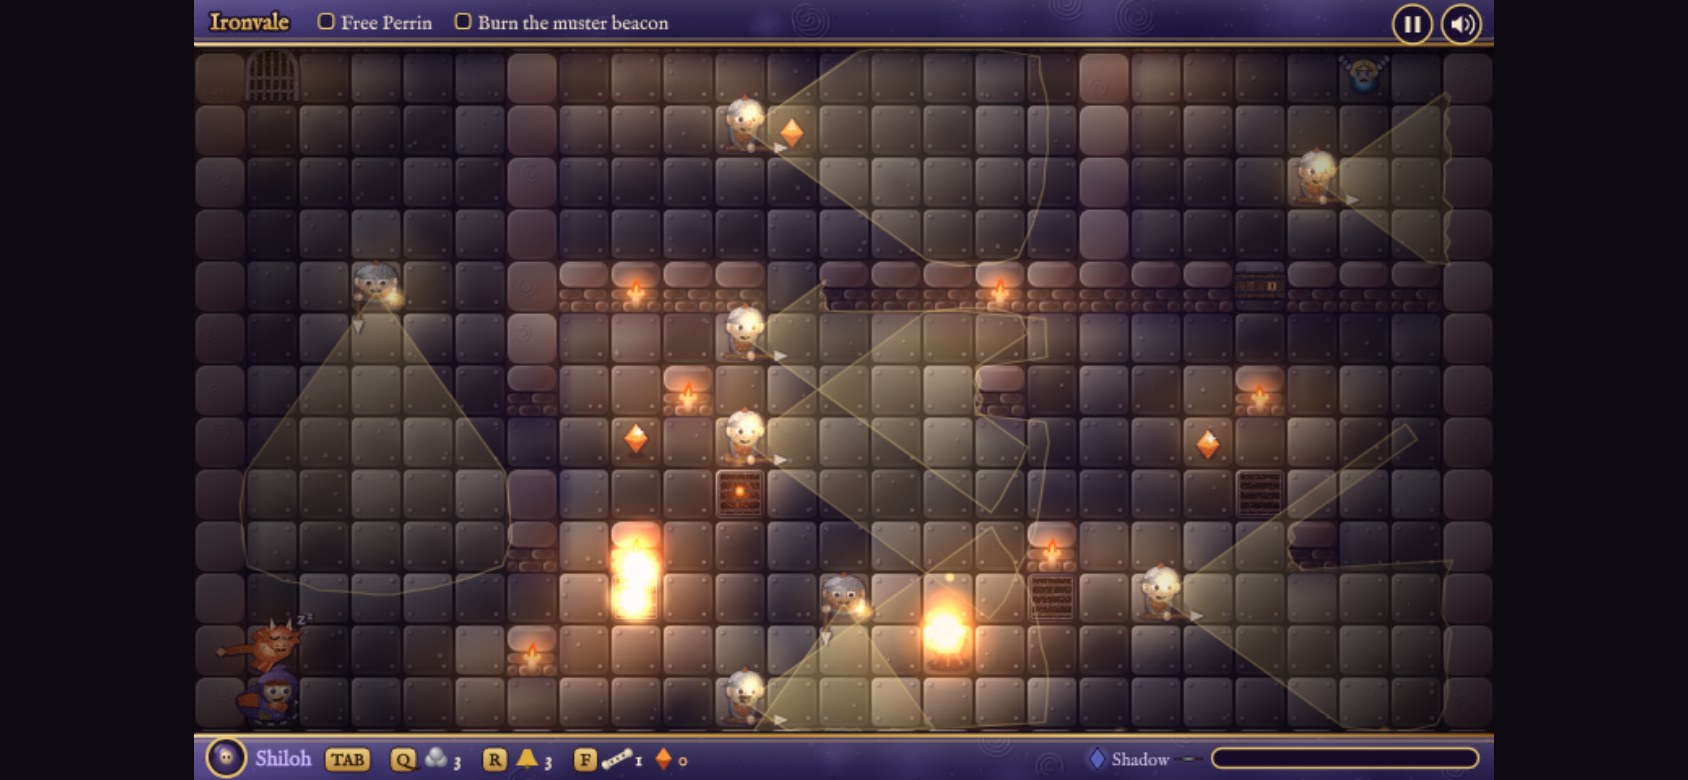 Ironvale Free Perrin Burn the muster beacon
z z
Shiloh TAB Q 3 R 3 F 1 0 Shadow